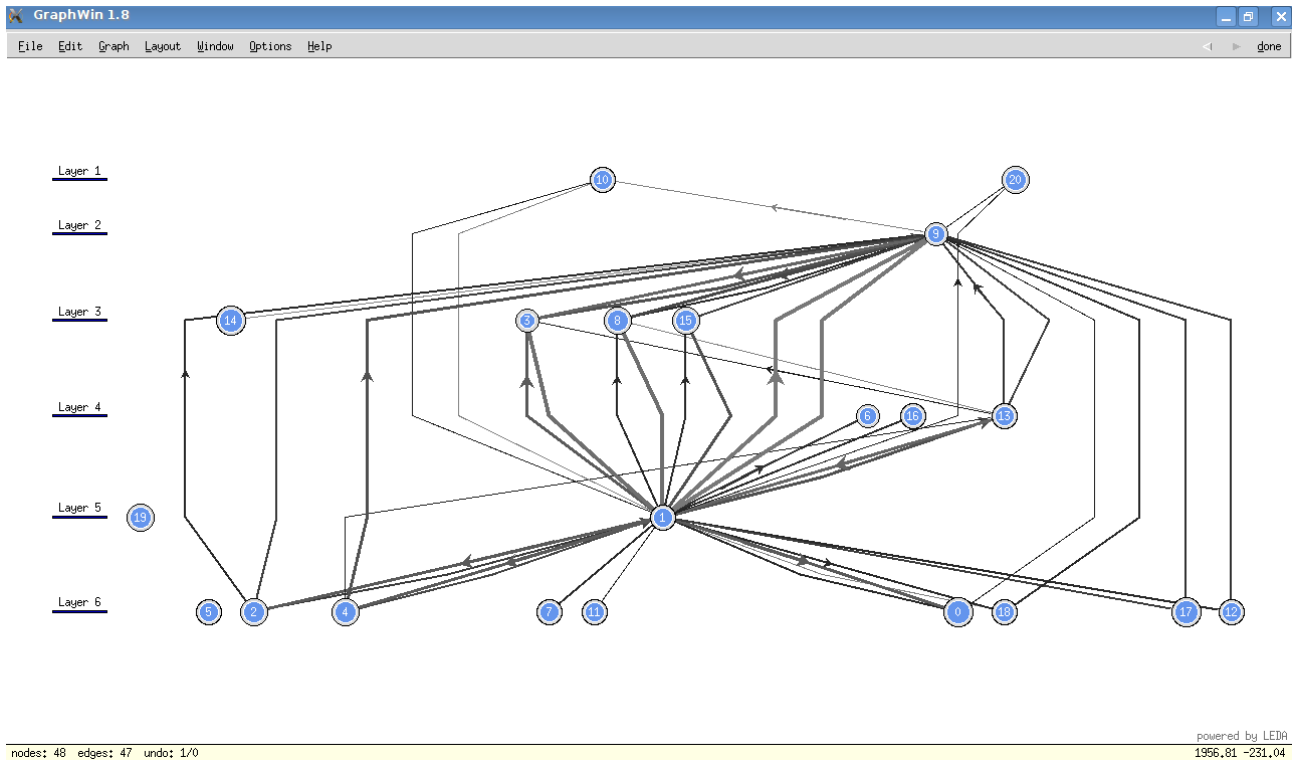 GraphWin 1.8
File Edit Graph Layout Window Options Help done
Layer 1
10 20
Layer 2
9
Layer 3
14 3 8 15
Layer 4
6 16 13
Layer 5
19 1
Layer 6
5 2 4 7 11 0 18 17 12
powered by LEDA
nodes: 48 edges: 47 undo: 1/0 1956.81 -231.04